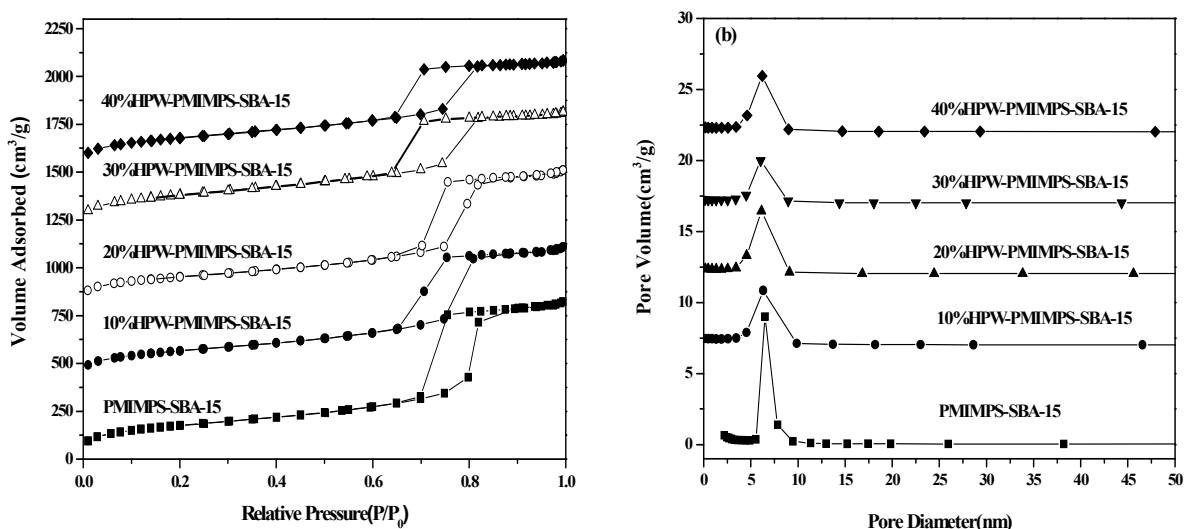 2250
2000
1750
1500
1250
1000
750
500
250
0
40%HPW-PMIMPS-SBA-15
30%HPW-PMIMPS-SBA-15
20%HPW-PMIMPS-SBA-15
10%HPW-PMIMPS-SBA-15
PMIMPS-SBA-15
0.0 0.2 0.4 0.6 0.8 1.0
Volume Adsorbed (cm³/g)
Relative Pressure(P/P₀)
(b)
30
25
20
15
10
5
0
40%HPW-PMIMPS-SBA-15
30%HPW-PMIMPS-SBA-15
20%HPW-PMIMPS-SBA-15
10%HPW-PMIMPS-SBA-15
PMIMPS-SBA-15
0 5 10 15 20 25 30 35 40 45 50
Pore Volume(cm³/g)
Pore Diameter(nm)